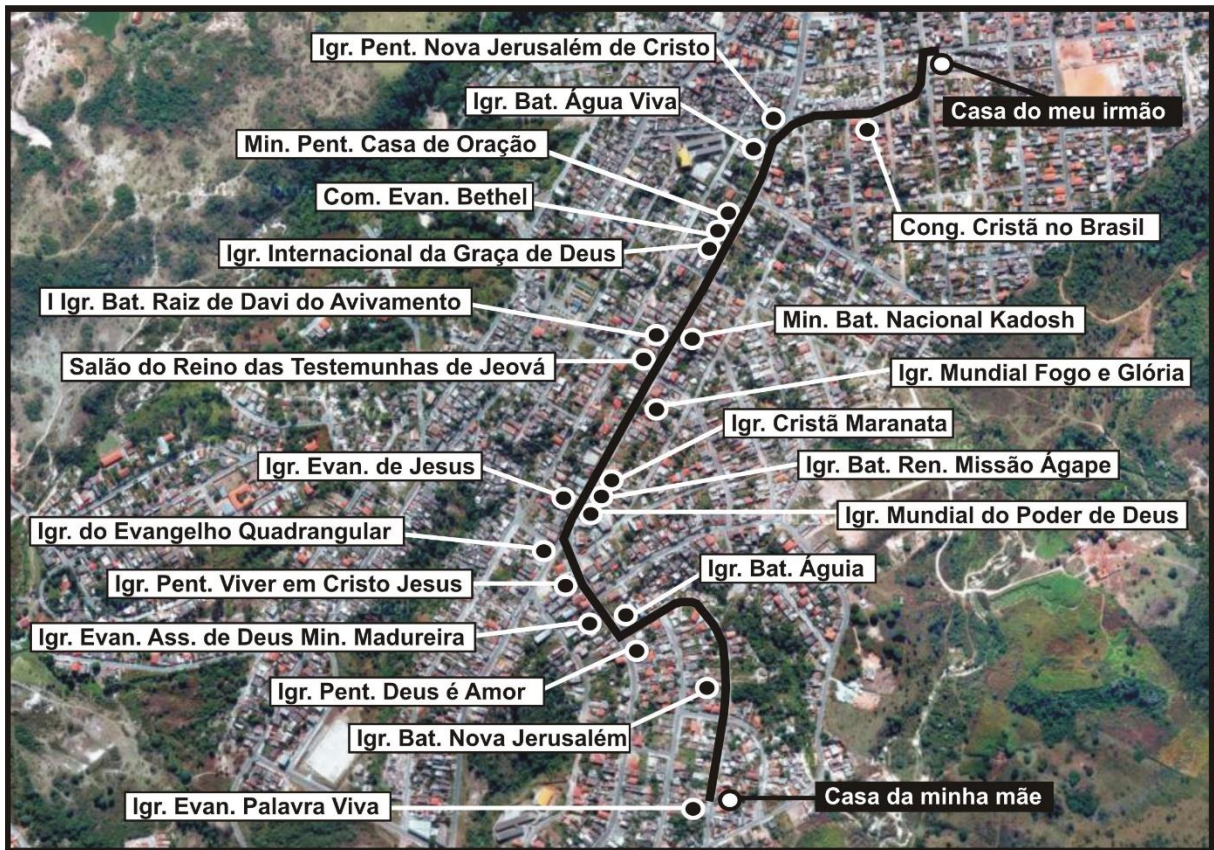 Igr. Pent. Nova Jerusalém de Cristo
Igr. Bat. Água Viva
Casa do meu irmão
Min. Pent. Casa de Oração
Com. Evan. Bethel
Cong. Cristã no Brasil
Igr. Internacional da Graça de Deus
I Igr. Bat. Raiz de Davi do Avivamento
Min. Bat. Nacional Kadosh
Salão do Reino das Testemunhas de Jeová
Igr. Mundial Fogo e Glória
Igr. Cristã Maranata
Igr. Evan. de Jesus
Igr. Bat. Ren. Missão Ágape
Igr. Mundial do Poder de Deus
Igr. do Evangelho Quadrangular
Igr. Bat. Águia
Igr. Pent. Viver em Cristo Jesus
Igr. Evan. Ass. de Deus Min. Madureira
Igr. Pent. Deus é Amor
Igr. Bat. Nova Jerusalém
Casa da minha mãe
Igr. Evan. Palavra Viva